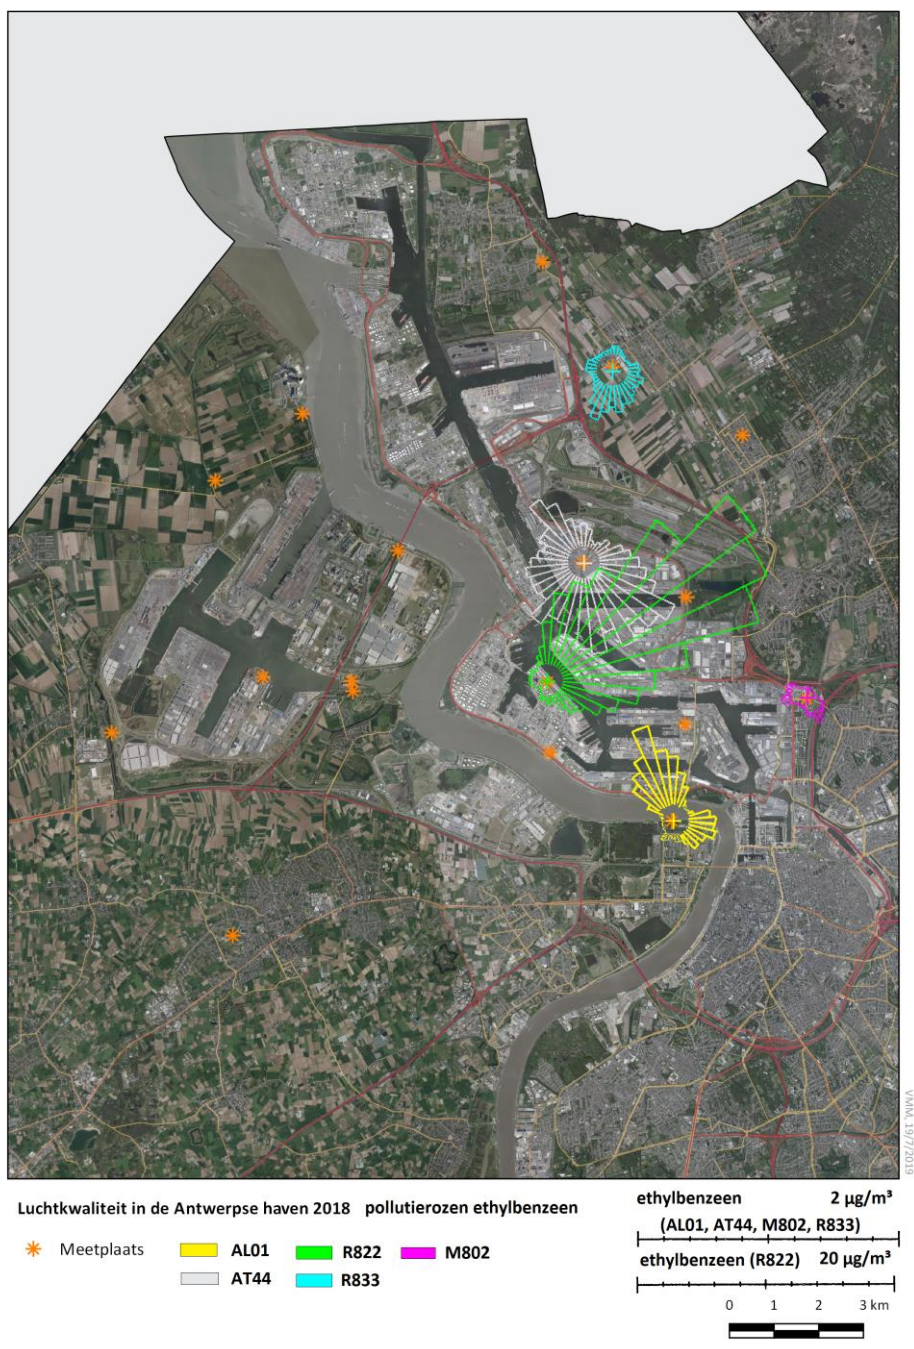 VMM, 19/7/2019
Luchtkwaliteit in de Antwerpse haven 2018 pollutierozen ethylbenzeen
Meetplaats
AL01
R822
M802
AT44
R833
ethylbenzeen 2 µg/m³
(AL01, AT44, M802, R833)
ethylbenzeen (R822) 20 µg/m³
0 1 2 3 km